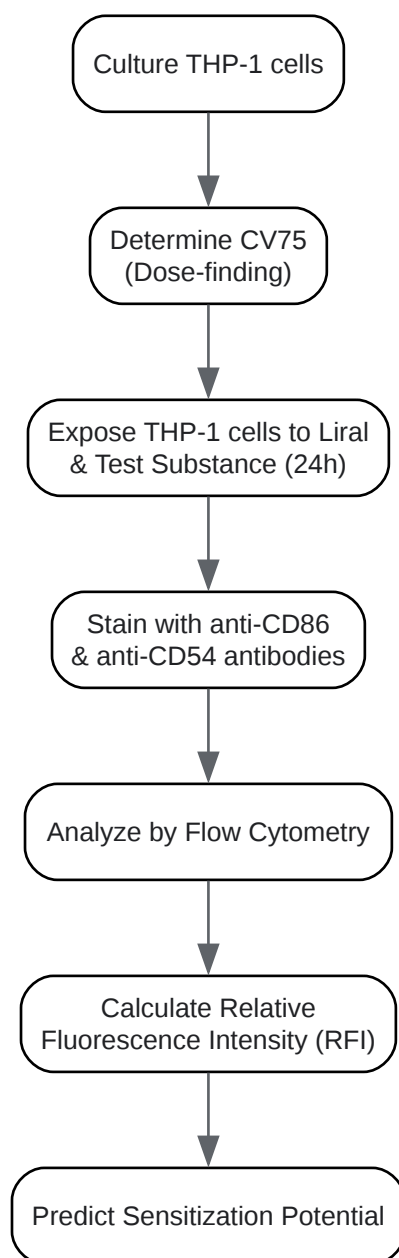 Culture THP-1 cells
Determine CV75
(Dose-finding)
Expose THP-1 cells to Liral
& Test Substance (24h)
Stain with anti-CD86
& anti-CD54 antibodies
Analyze by Flow Cytometry
Calculate Relative
Fluorescence Intensity (RFI)
Predict Sensitization Potential